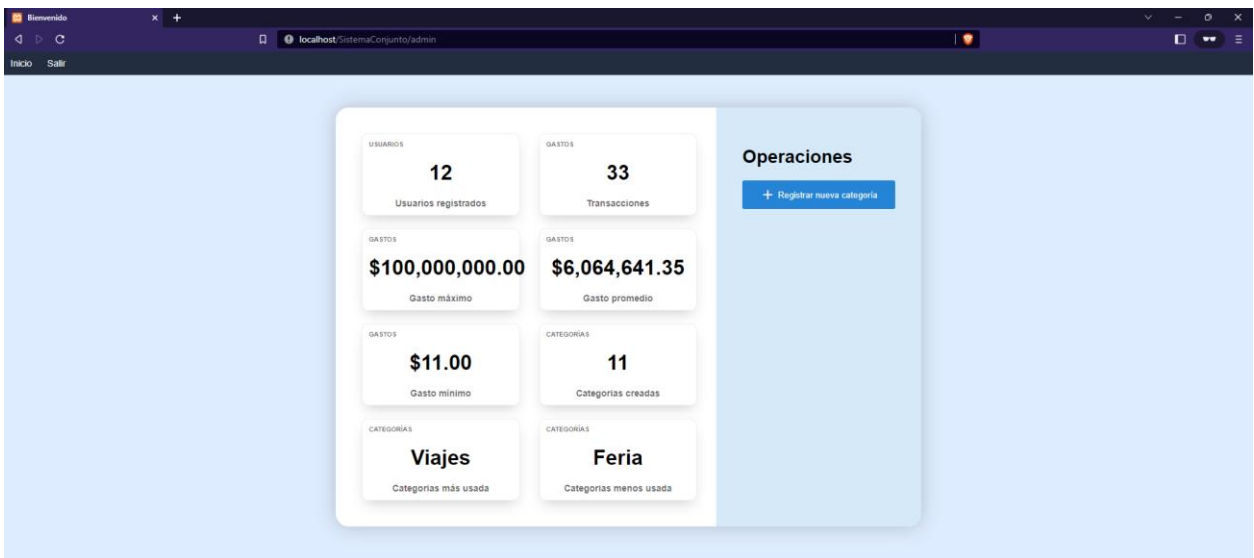 Bienvenido
localhost/SistemaConjunto/admin
Inicio Salir
USUARIOS
12
Usuarios registrados
GASTOS
33
Transacciones
GASTOS
$100,000,000.00
Gasto máximo
GASTOS
$6,064,641.35
Gasto promedio
GASTOS
$11.00
Gasto mínimo
CATEGORÍAS
11
Categorias creadas
CATEGORÍAS
Viajes
Categorias más usada
CATEGORÍAS
Feria
Categorias menos usada
Operaciones
+ Registrar nueva categoría